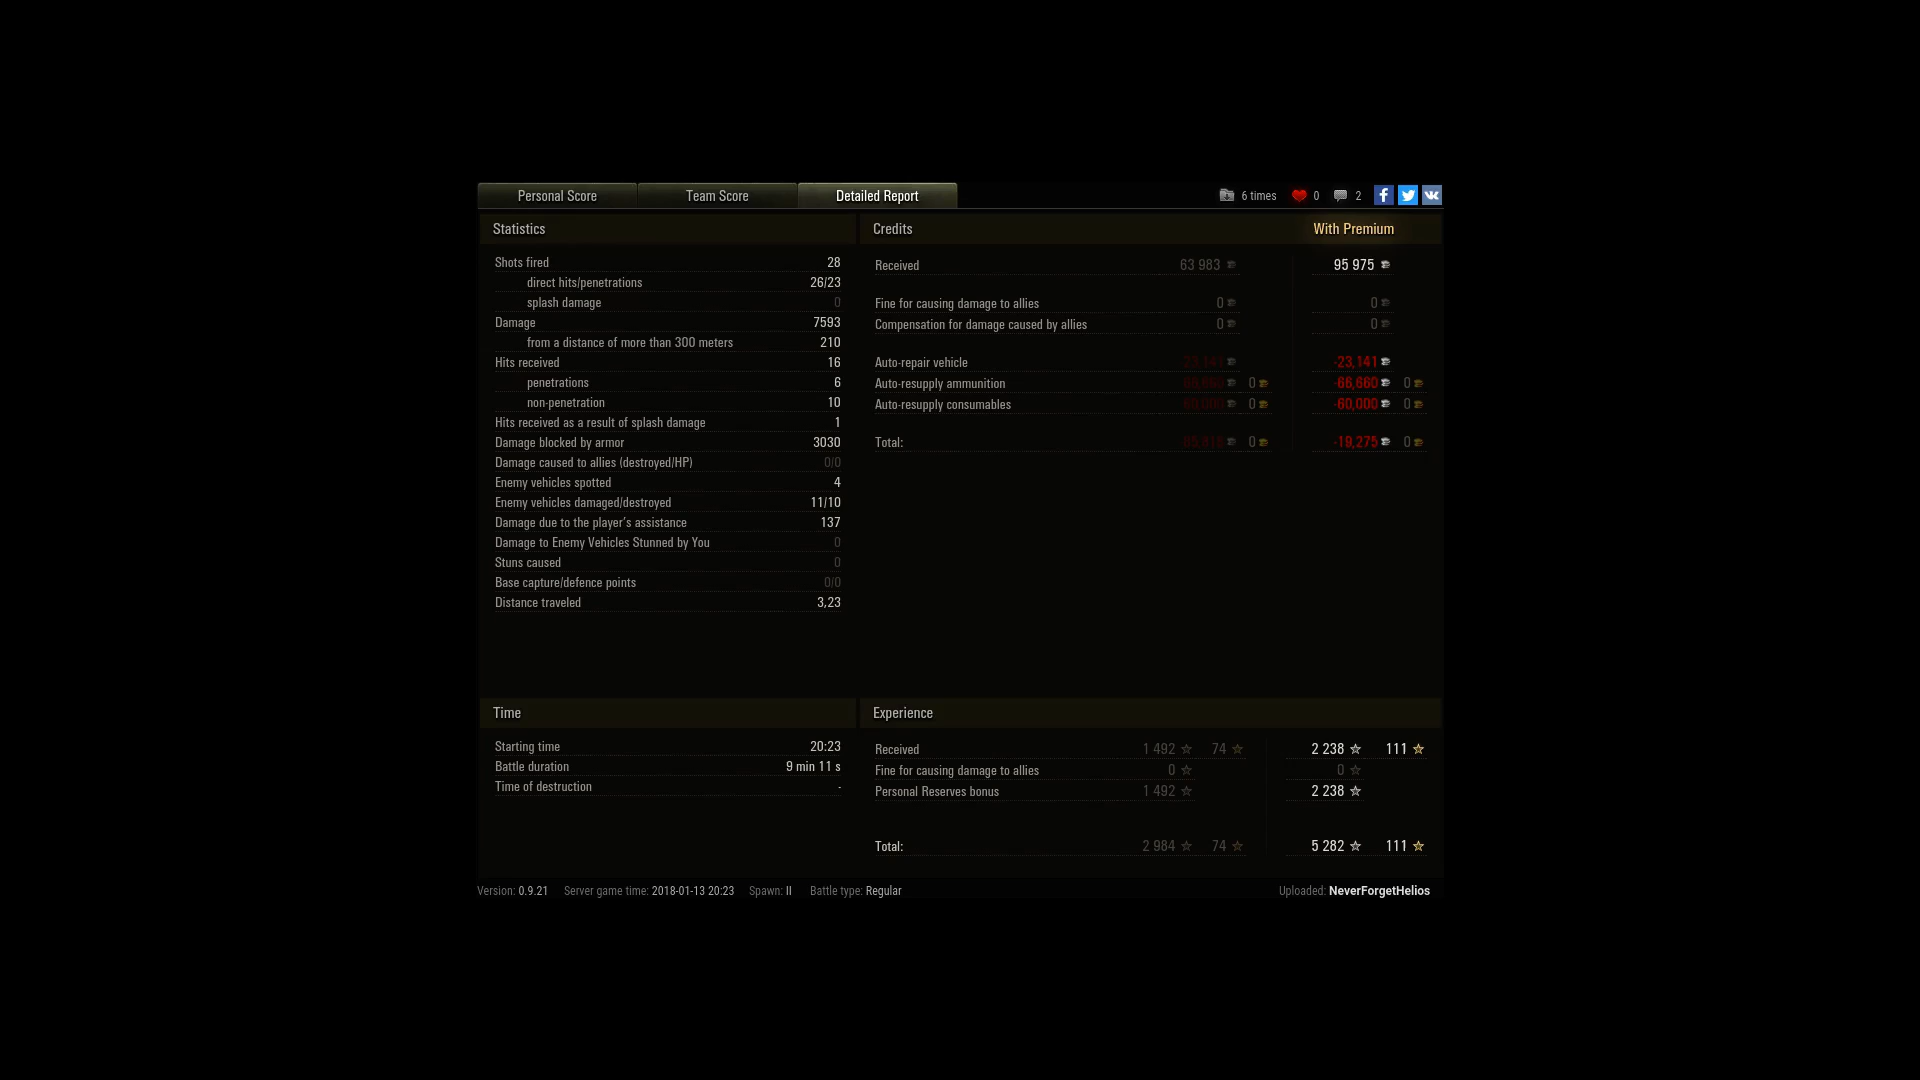 Personal Score Team Score Detailed Report 6 times 0 2
Statistics
Shots fired 28
direct hits/penetrations 26/23
splash damage 0
Damage 7593
from a distance of more than 300 meters 210
Hits received 16
penetrations 6
non-penetration 10
Hits received as a result of splash damage 1
Damage blocked by armor 3030
Damage caused to allies (destroyed/HP) 0/0
Enemy vehicles spotted 4
Enemy vehicles damaged/destroyed 11/10
Damage due to the player's assistance 137
Damage to Enemy Vehicles Stunned by You 0
Stuns caused 0
Base capture/defence points 0/0
Distance traveled 3,23
Credits With Premium
Received 63 983 95 975
Fine for causing damage to allies 0 0
Compensation for damage caused by allies 0 0
Auto-repair vehicle 23,141 -23,141
Auto-resupply ammunition 0 0
Auto-resupply consumables 60,000 0 -60,000 0
Total: 0 -19,275 0
Time
Starting time 20:23
Battle duration 9 min 11 s
Time of destruction -
Experience
Received 1 492 74 2 238 111
Fine for causing damage to allies 0 0
Personal Reserves bonus 1 492 2 238
Total: 2 984 74 5 282 111
Version: 0.9.21 Server game time: 2018-01-13 20:23 Spawn: II Battle type: Regular Uploaded: NeverForgetHelios